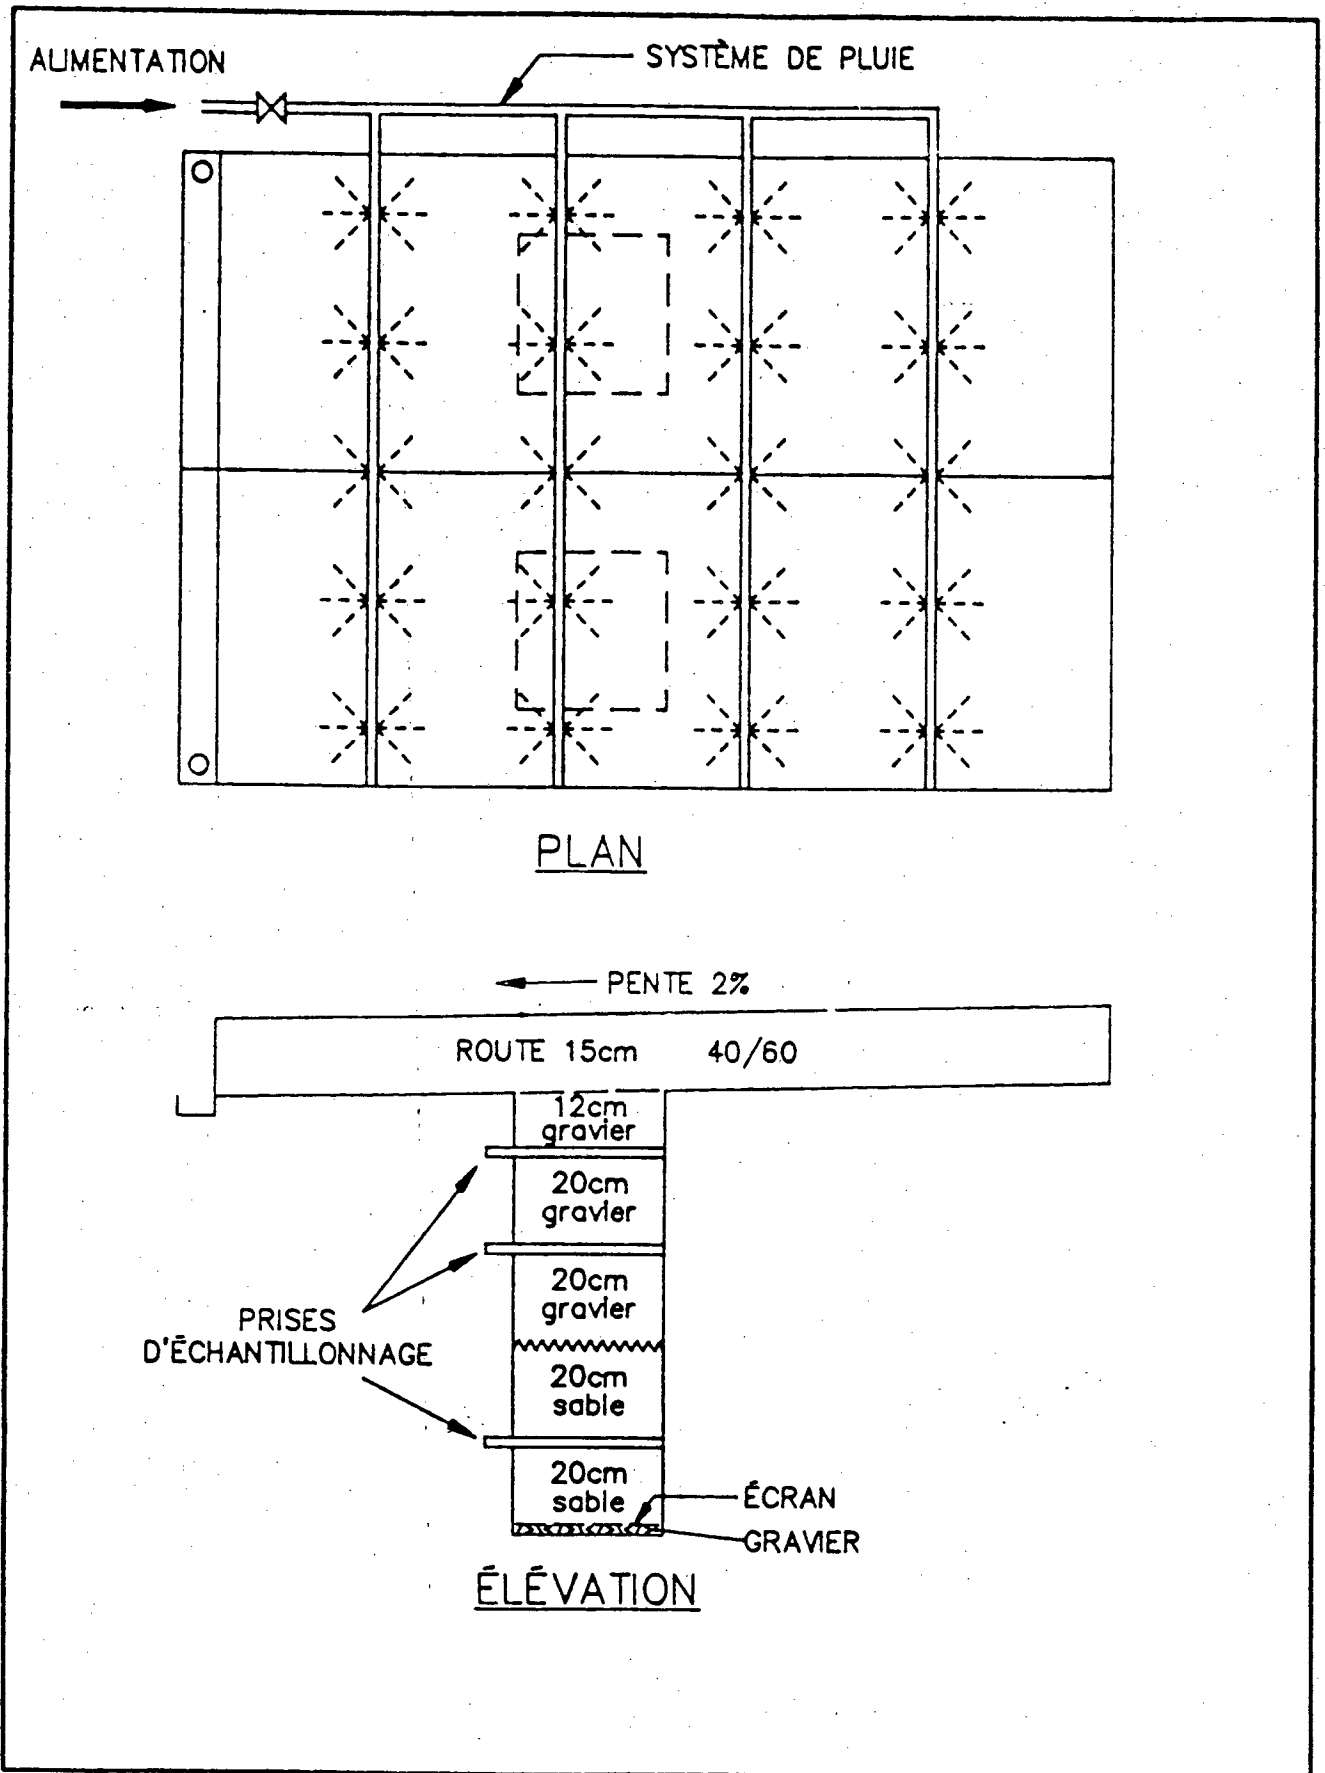 ALIMENTATION
SYSTÈME DE PLUIE
PLAN
PENTE 2%
ROUTE 15cm 40/60
12cm
gravier
20cm
gravier
20cm
gravier
PRISES
D'ÉCHANTILLONNAGE
20cm
sable
20cm
sable
ÉCRAN
GRAVIER
ÉLÉVATION